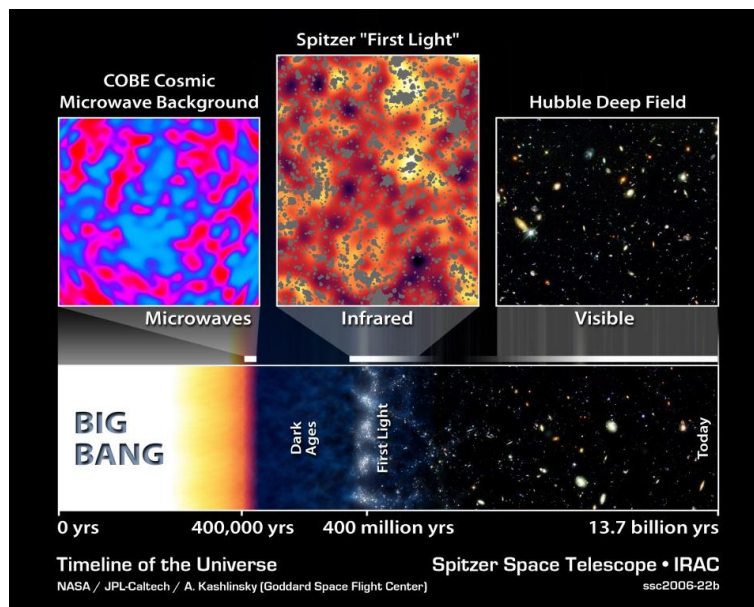 Spitzer "First Light"
COBE Cosmic
Microwave Background
Hubble Deep Field
Microwaves
Infrared
Visible
BIG
BANG
Dark
Ages
First Light
Today
0 yrs
400,000 yrs
400 million yrs
13.7 billion yrs
Timeline of the Universe
Spitzer Space Telescope • IRAC
NASA / JPL-Caltech / A. Kashlinsky (Goddard Space Flight Center)
ssc2006-22b